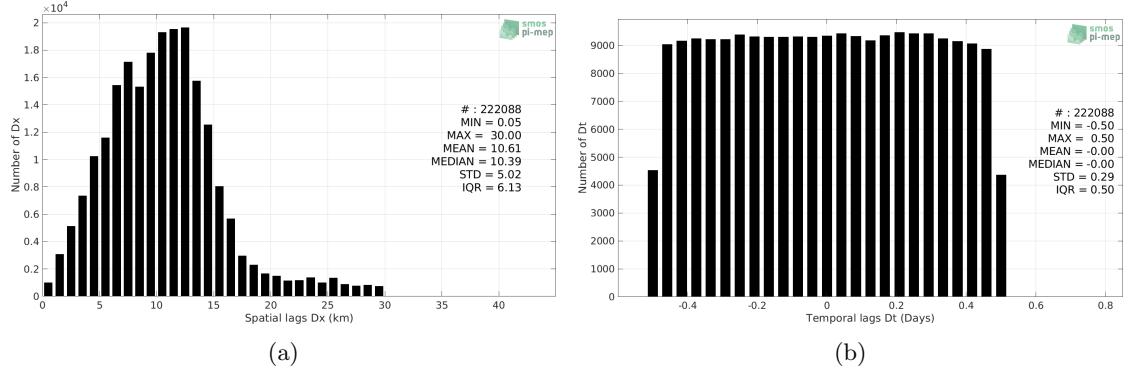 ×10⁴
2
1.8
1.6
1.4
1.2
1
0.8
0.6
0.4
0.2
0
Number of Dx
0 5 10 15 20 25 30 35 40
Spatial lags Dx (km)
smos
pi-mep
# : 222088
MIN = 0.05
MAX = 30.00
MEAN = 10.61
MEDIAN = 10.39
STD = 5.02
IQR = 6.13
(a)
9000
8000
7000
6000
5000
4000
3000
2000
1000
0
Number of Dt
-0.4 -0.2 0 0.2 0.4 0.6 0.8
Temporal lags Dt (Days)
smos
pi-mep
# : 222088
MIN = -0.50
MAX = 0.50
MEAN = -0.00
MEDIAN = -0.00
STD = 0.29
IQR = 0.50
(b)